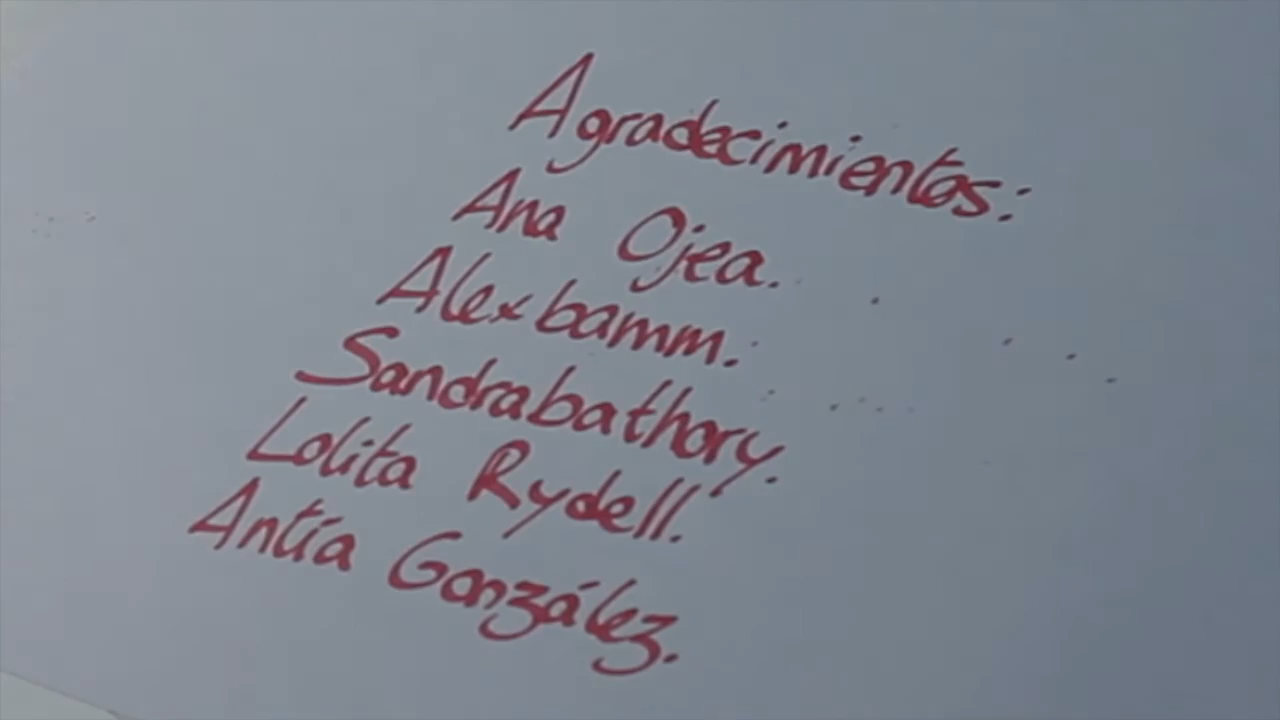 Agradecimientos:
Ana Ojea.
Alexbamm.
Sandrabathory.
Lolita Rydell.
Antía González.